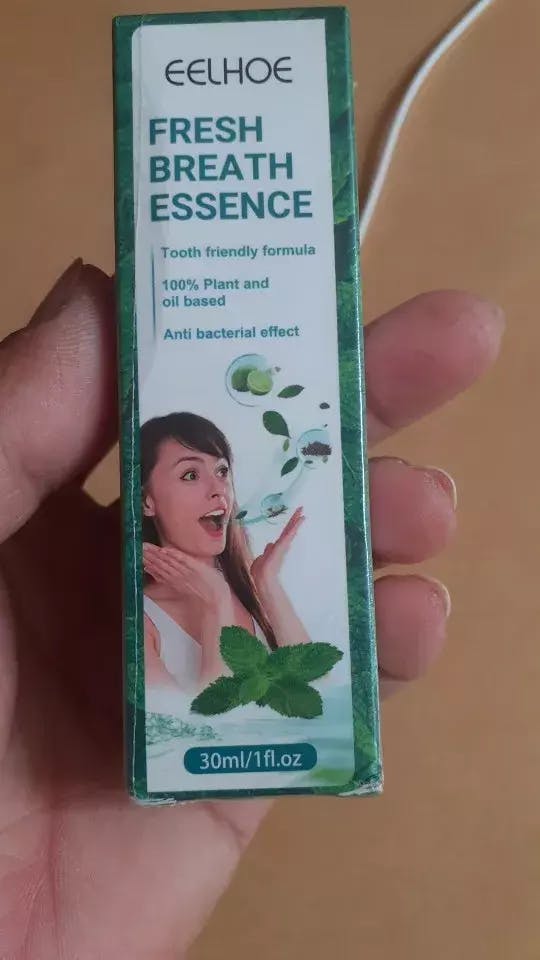 EELHOE
FRESH
BREATH
ESSENCE
Tooth friendly formula
100% Plant and
oil based
Anti bacterial effect
30ml/1fl.oz